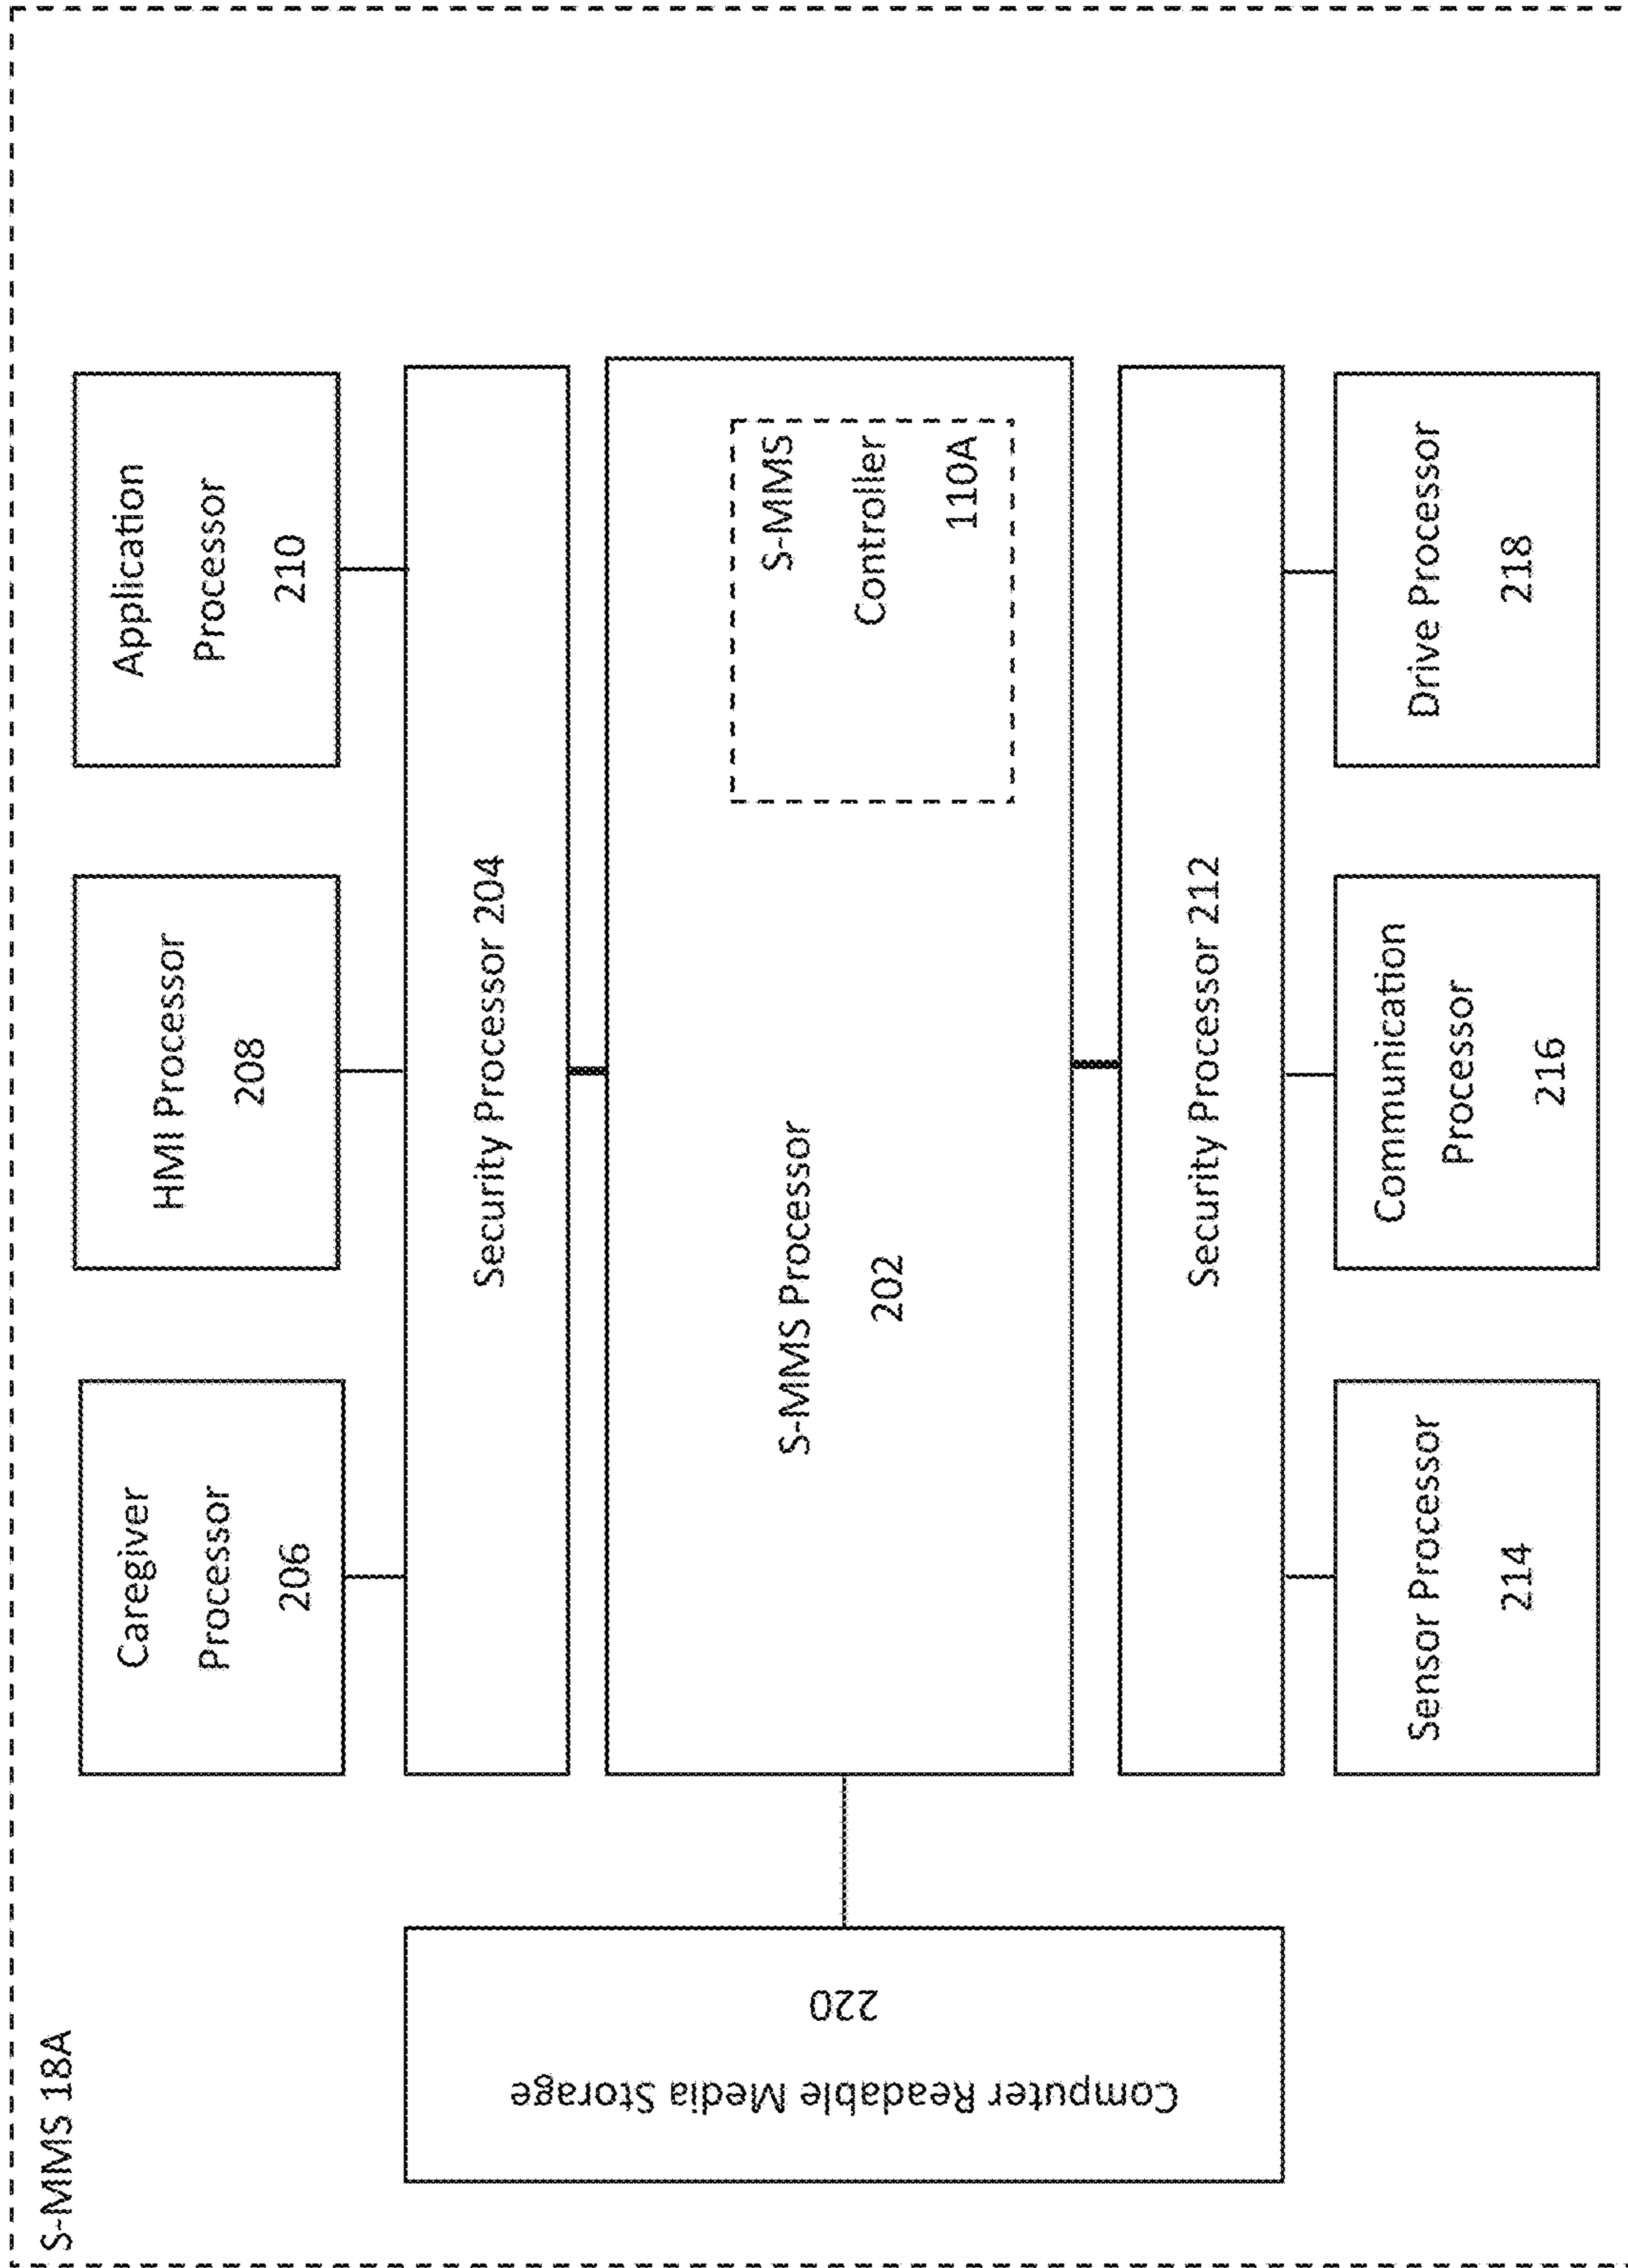 S-MMS 18A
Caregiver
Processor
206
HMI Processor
208
Application
Processor
210
Security Processor 204
S-MMS Processor
202
S-MMS
Controller
110A
Security Processor 212
Sensor Processor
214
Communication
Processor
216
Drive Processor
218
Computer Readable Media Storage
220